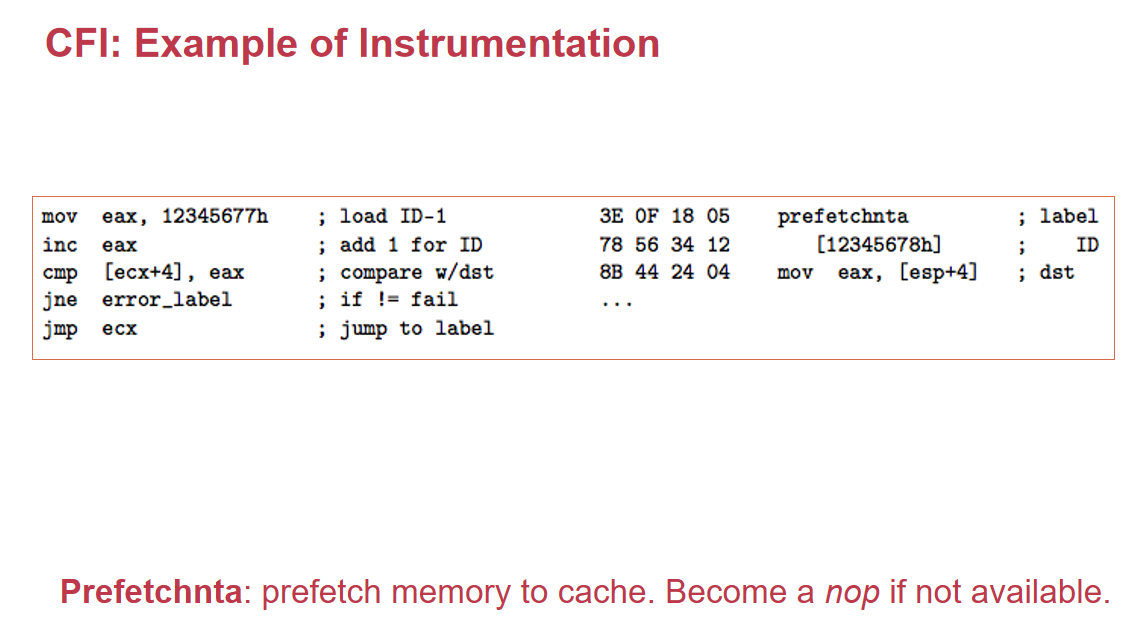 CFI: Example of Instrumentation
mov eax, 12345677h ; load ID-1 3E 0F 18 05 prefetchnta ; label
inc eax ; add 1 for ID 78 56 34 12 [12345678h] ; ID
cmp [ecx+4], eax ; compare w/dst 8B 44 24 04 mov eax, [esp+4] ; dst
jne error_label ; if != fail ...
jmp ecx ; jump to label
Prefetchnta: prefetch memory to cache. Become a nop if not available.